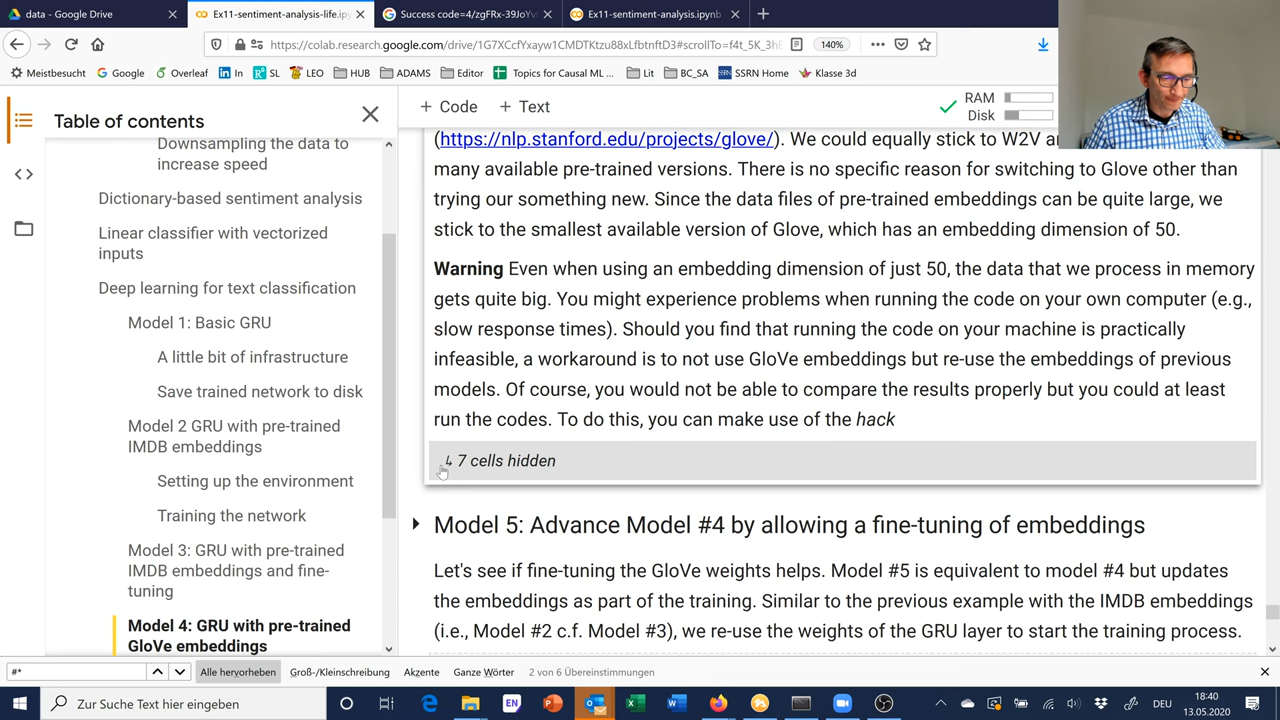 data - Google Drive
Ex11-sentiment-analysis-life.ipy
Success code=4/zgFRx-39JoYv
Ex11-sentiment-analysis.ipynb
https://colab.research.google.com/drive/1G7XCcfYxayw1CMDTKtzu88xLfbtnftD3#scrollTo=f4t_5K_3h
140%
Meistbesucht
Google
Overleaf
In
SL
LEO
HUB
ADAMS
Editor
Topics for Causal ML ...
Lit
BC_SA
SSRN Home
Klasse 3d
Table of contents
+ Code
+ Text
RAM
Disk
Downsampling the data to
increase speed
Dictionary-based sentiment analysis
Linear classifier with vectorized
inputs
Deep learning for text classification
Model 1: Basic GRU
A little bit of infrastructure
Save trained network to disk
Model 2 GRU with pre-trained
IMDB embeddings
Setting up the environment
Training the network
Model 3: GRU with pre-trained
IMDB embeddings and fine-
tuning
Model 4: GRU with pre-trained
GloVe embeddings
(https://nlp.stanford.edu/projects/glove/). We could equally stick to W2V
many available pre-trained versions. There is no specific reason for switching to Glove other than
trying our something new. Since the data files of pre-trained embeddings can be quite large, we
stick to the smallest available version of Glove, which has an embedding dimension of 50.
Warning Even when using an embedding dimension of just 50, the data that we process in memory
gets quite big. You might experience problems when running the code on your own computer (e.g.,
slow response times). Should you find that running the code on your machine is practically
infeasible, a workaround is to not use GloVe embeddings but re-use the embeddings of previous
models. Of course, you would not be able to compare the results properly but you could at least
run the codes. To do this, you can make use of the hack
7 cells hidden
Model 5: Advance Model #4 by allowing a fine-tuning of embeddings
Let's see if fine-tuning the GloVe weights helps. Model #5 is equivalent to model #4 but updates
the embeddings as part of the training. Similar to the previous example with the IMDB embeddings
(i.e., Model #2 c.f. Model #3), we re-use the weights of the GRU layer to start the training process.
#*
Alle hervorheben
Groß-/Kleinschreibung
Akzente
Ganze Wörter
2 von 6 Übereinstimmungen
Zur Suche Text hier eingeben
EN
DEU
18:40
13.05.2020